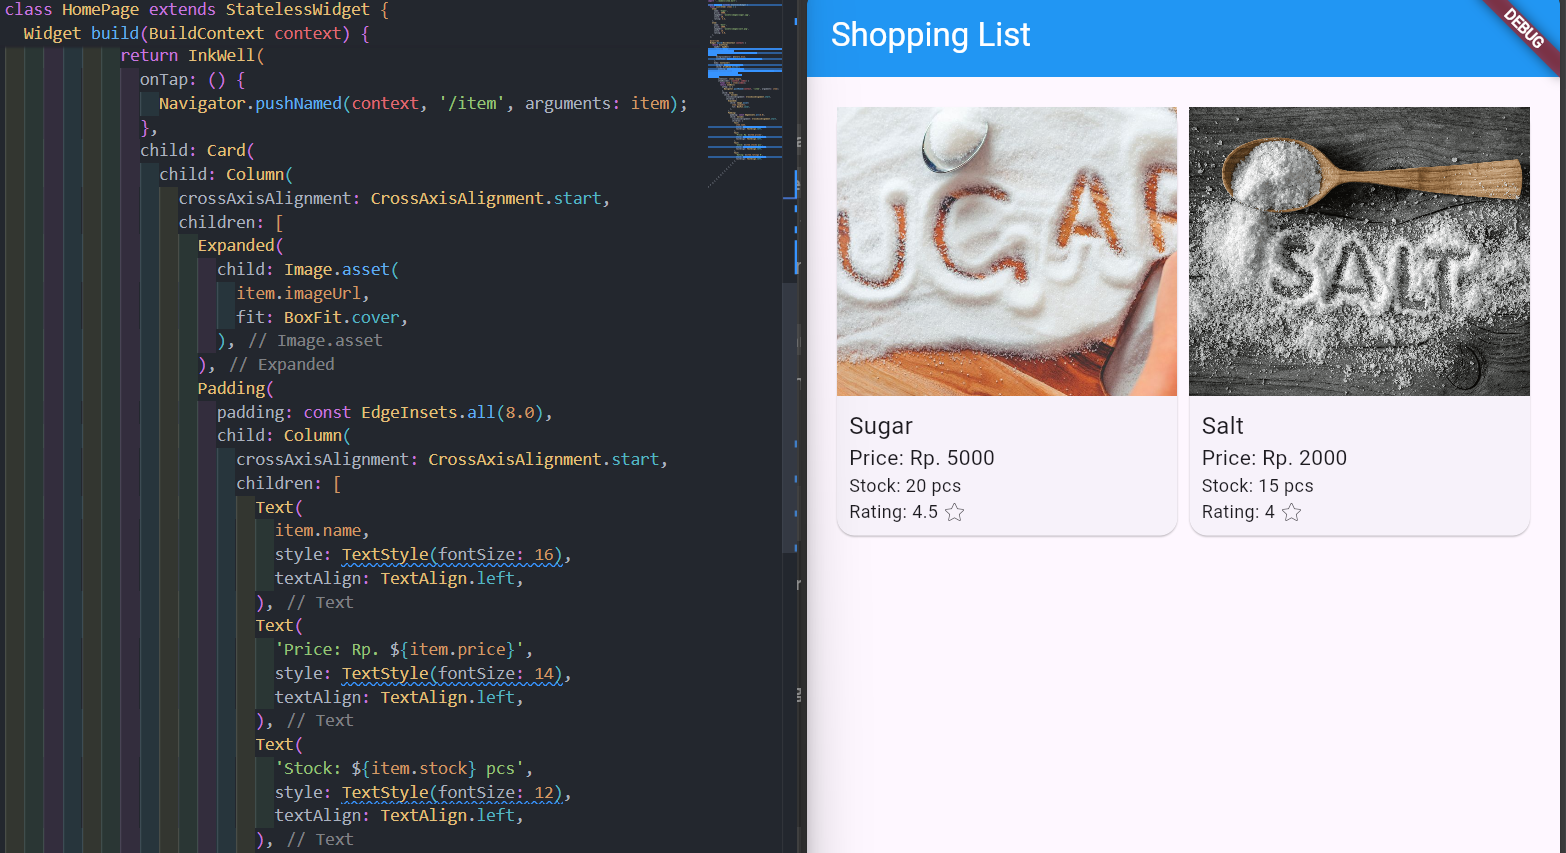 class HomePage extends StatelessWidget {
Widget build(BuildContext context) {
return InkWell(
onTap: () {
Navigator.pushNamed(context, '/item', arguments: item);
},
child: Card(
child: Column(
crossAxisAlignment: CrossAxisAlignment.start,
children: [
Expanded(
child: Image.asset(
item.imageUrl,
fit: BoxFit.cover,
), // Image.asset
), // Expanded
Padding(
padding: const EdgeInsets.all(8.0),
child: Column(
crossAxisAlignment: CrossAxisAlignment.start,
children: [
Text(
item.name,
style: TextStyle(fontSize: 16),
textAlign: TextAlign.left,
), // Text
Text(
'Price: Rp. ${item.price}',
style: TextStyle(fontSize: 14),
textAlign: TextAlign.left,
), // Text
Text(
'Stock: ${item.stock} pcs',
style: TextStyle(fontSize: 12),
textAlign: TextAlign.left,
), // Text
Shopping List
DEBUG
UGAR
SALT
Sugar
Price: Rp. 5000
Stock: 20 pcs
Rating: 4.5
Salt
Price: Rp. 2000
Stock: 15 pcs
Rating: 4